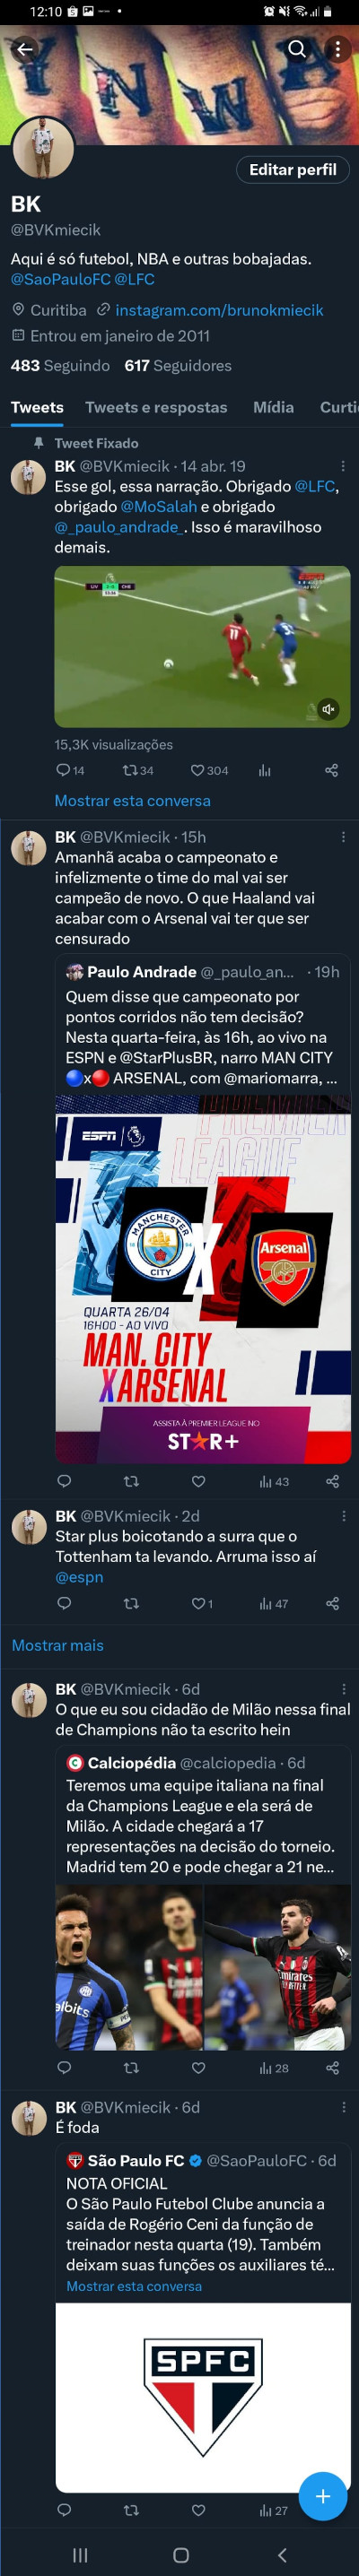 12:10
Editar perfil
BK
@BVKmiecik
Aqui é só futebol, NBA e outras bobajadas.
@SaoPauloFC @LFC
Curitiba instagram.com/brunokmiecik
Entrou em janeiro de 2011
483 Seguindo 617 Seguidores
Tweets Tweets e respostas Mídia Curti
Tweet Fixado
BK @BVKmiecik · 14 abr. 19
Esse gol, essa narração. Obrigado @LFC,
obrigado @MoSalah e obrigado
@_paulo_andrade_. Isso é maravilhoso
demais.
LIV CHE
11
15,3K visualizações
14 34 304
Mostrar esta conversa
BK @BVKmiecik · 15h
Amanhã acaba o campeonato e
infelizmente o time do mal vai ser
campeão de novo. O que Haaland vai
acabar com o Arsenal vai ter que ser
censurado
Paulo Andrade @_paulo_an... · 19h
Quem disse que campeonato por
pontos corridos não tem decisão?
Nesta quarta-feira, às 16h, ao vivo na
ESPN e @StarPlusBR, narro MAN CITY
🔵x🔴 ARSENAL, com @mariomarra, ...
PREMIER
LEAGUE
ESPN
MANCHESTER
CITY
X
Arsenal
QUARTA 26/04
16H00 - AO VIVO
MAN. CITY
X ARSENAL
ASSISTA À PREMIER LEAGUE NO
ST★R+
43
BK @BVKmiecik · 2d
Star plus boicotando a surra que o
Tottenham ta levando. Arruma isso aí
@espn
1 47
Mostrar mais
BK @BVKmiecik · 6d
O que eu sou cidadão de Milão nessa final
de Champions não ta escrito hein
Calciopédia @calciopedia · 6d
Teremos uma equipe italiana na final
da Champions League e ela será de
Milão. A cidade chegará a 17
representações na decisão do torneio.
Madrid tem 20 e pode chegar a 21 ne...
Emirates
FLY BETTER
28
BK @BVKmiecik · 6d
É foda
São Paulo FC @SaoPauloFC · 6d
NOTA OFICIAL
O São Paulo Futebol Clube anuncia a
saída de Rogério Ceni da função de
treinador nesta quarta (19). Também
deixam suas funções os auxiliares té...
Mostrar esta conversa
SPFC
27